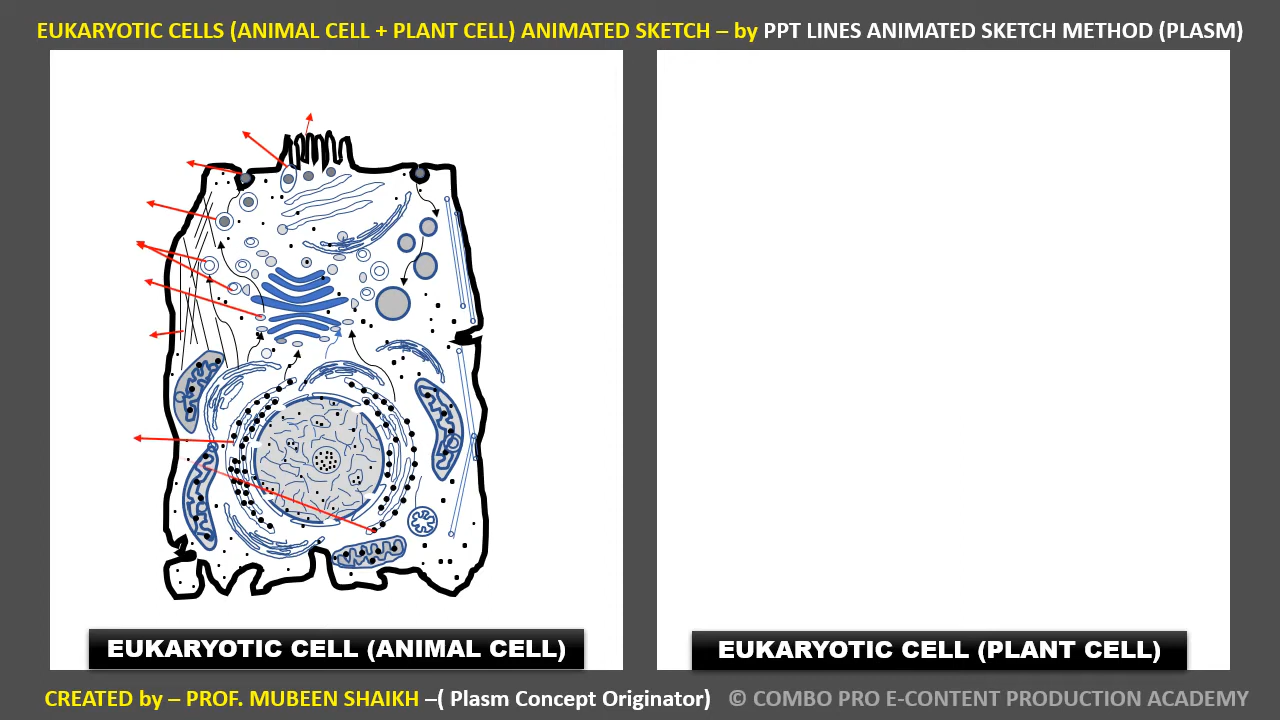 EUKARYOTIC CELLS (ANIMAL CELL + PLANT CELL) ANIMATED SKETCH – by PPT LINES ANIMATED SKETCH METHOD (PLASM)
EUKARYOTIC CELL (ANIMAL CELL)
EUKARYOTIC CELL (PLANT CELL)
CREATED by – PROF. MUBEEN SHAIKH –( Plasm Concept Originator) © COMBO PRO E-CONTENT PRODUCTION ACADEMY